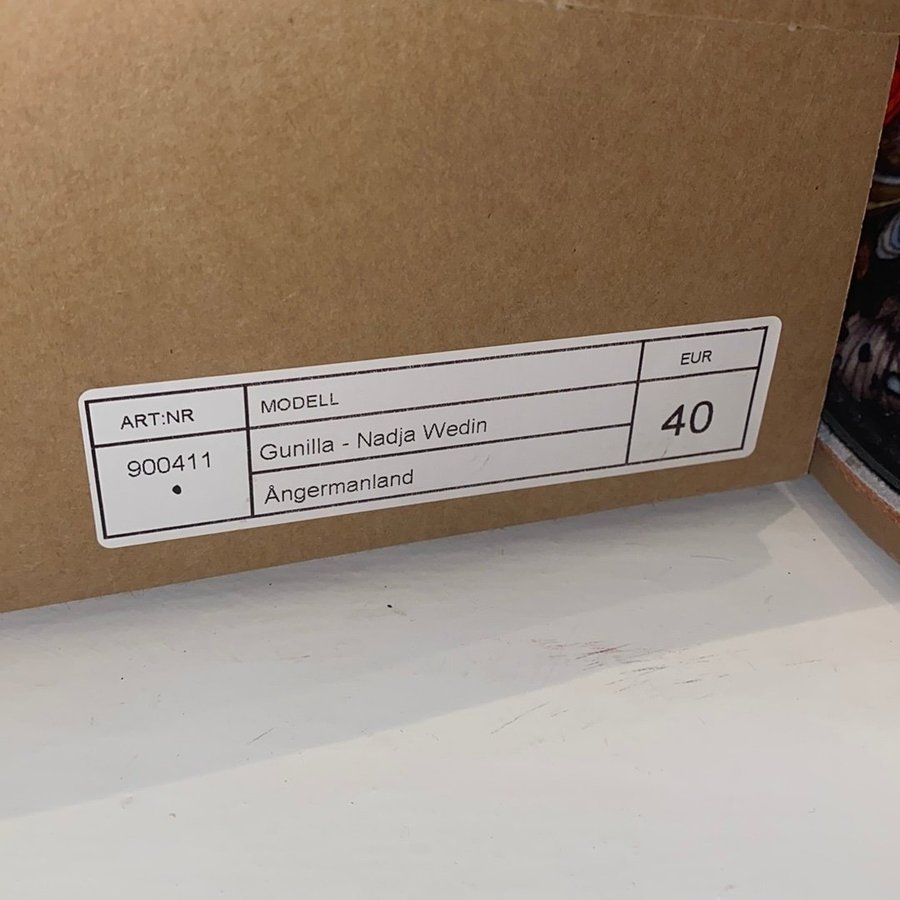 ART:NR
MODELL
EUR
900411
Gunilla - Nadja Wedin
40
Ångermanland